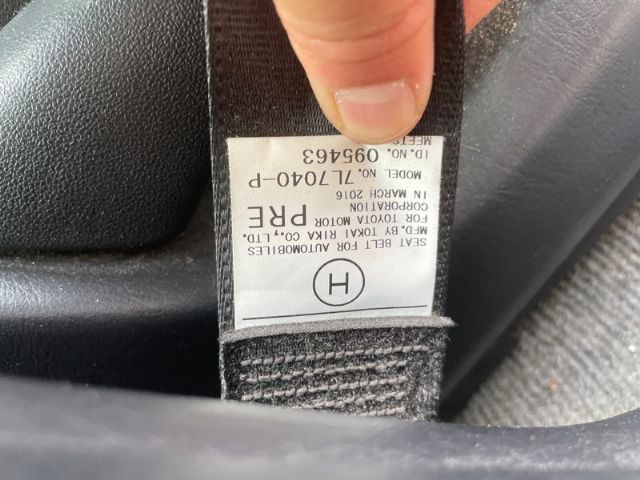 H
SEAT BELT FOR AUTOMOBILES
MFD.BY TOKAI RIKA CO.,LTD.
FOR TOYOTA MOTOR
CORPORATION PRE
IN MARCH 2016
MODEL NO. 7L7040-P
ID.NO. 095463
MEETS